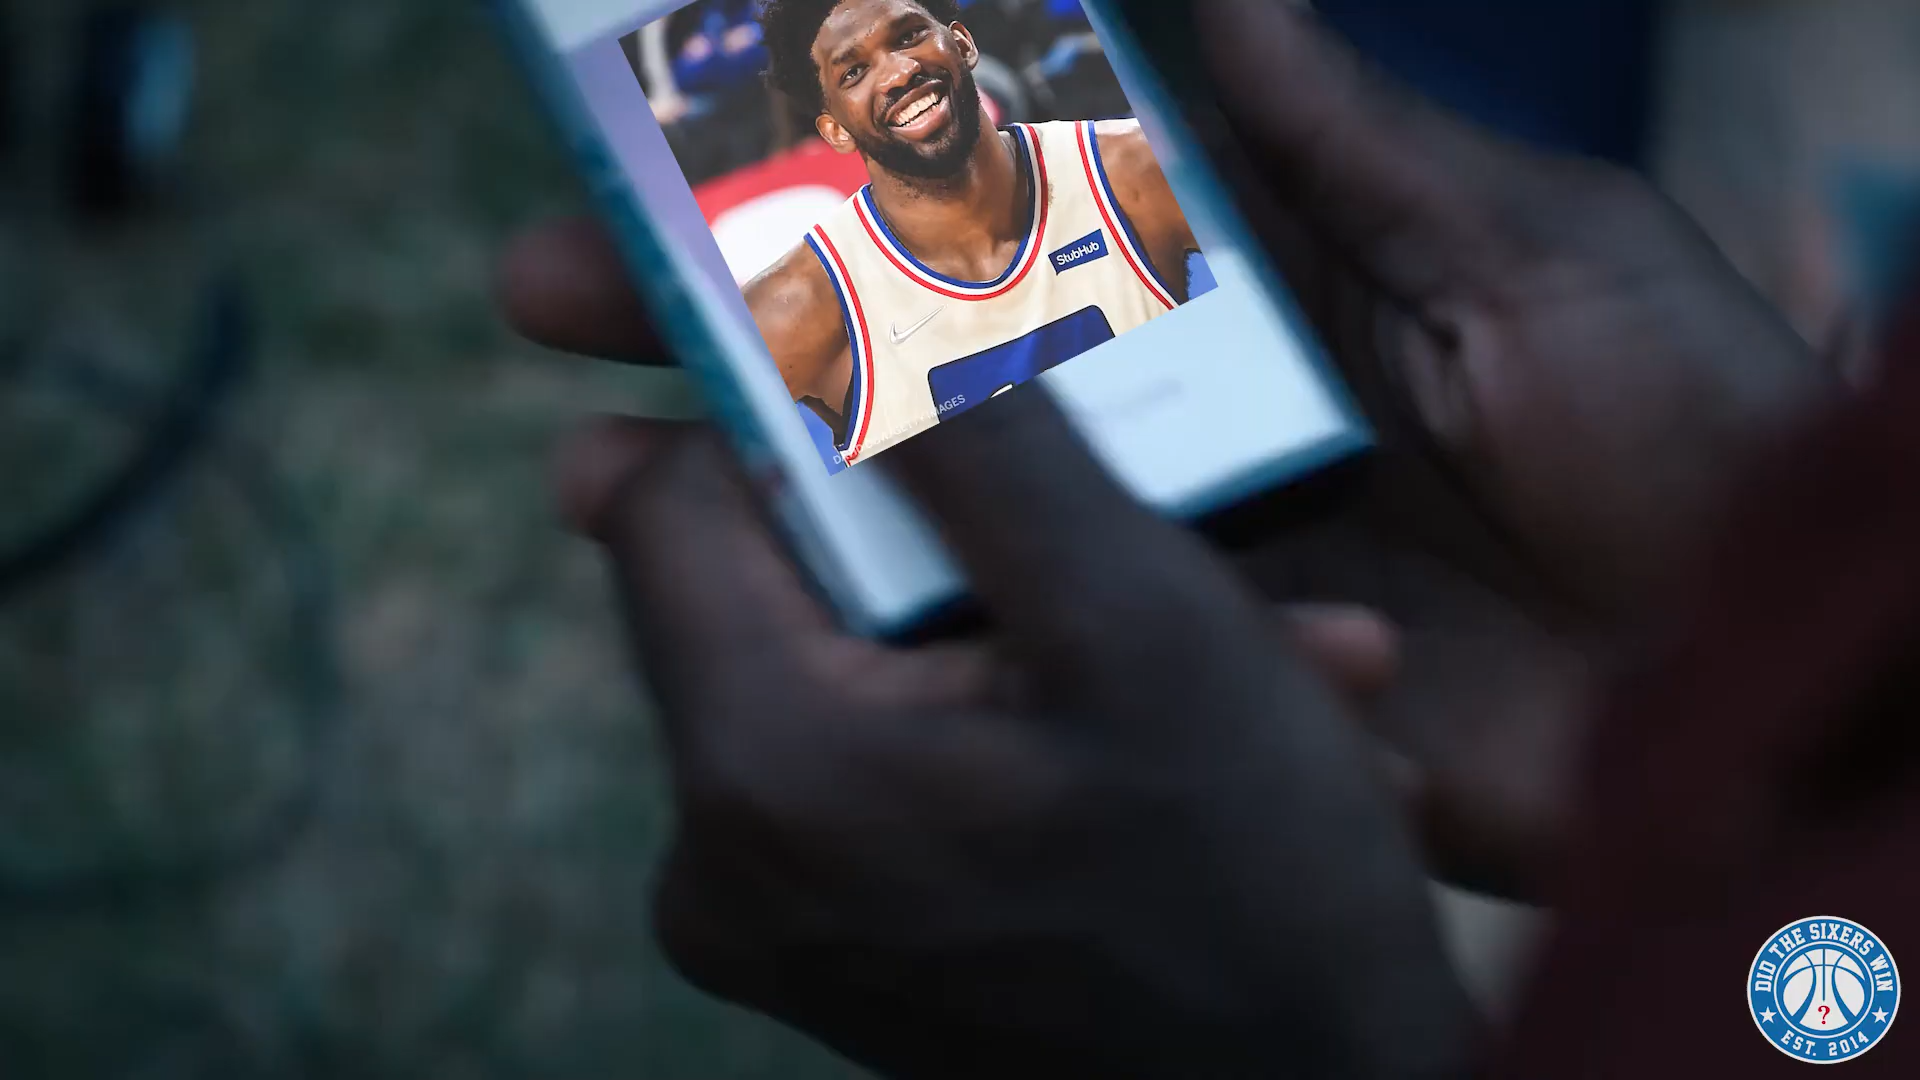 StubHub
DID THE SIXERS WIN
?
EST. 2014